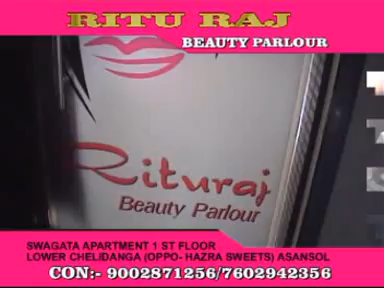 RITU RAJ
BEAUTY PARLOUR
Rituraj
Beauty Parlour
SWAGATA APARTMENT 1 ST FLOOR
LOWER CHELIDANGA (OPPO- HAZRA SWEETS) ASANSOL
CON:- 9002871256/7602942356